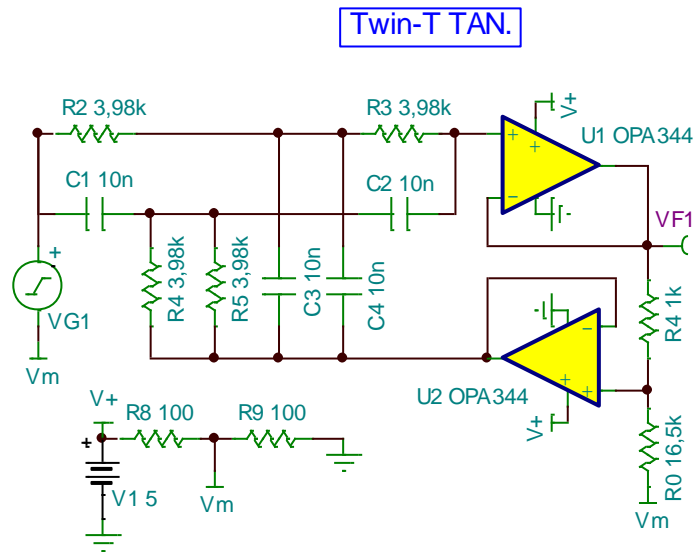 Twin-T TAN.
R2 3,98k
R3 3,98k
V+
U1 OPA344
C1 10n
C2 10n
VF1
VG1
R4 3,98k
R5 3,98k
C3 10n
C4 10n
R4 1k
Vm
U2 OPA344
V+
V+
R8 100
R9 100
R0 16,5k
V1 5
Vm
Vm